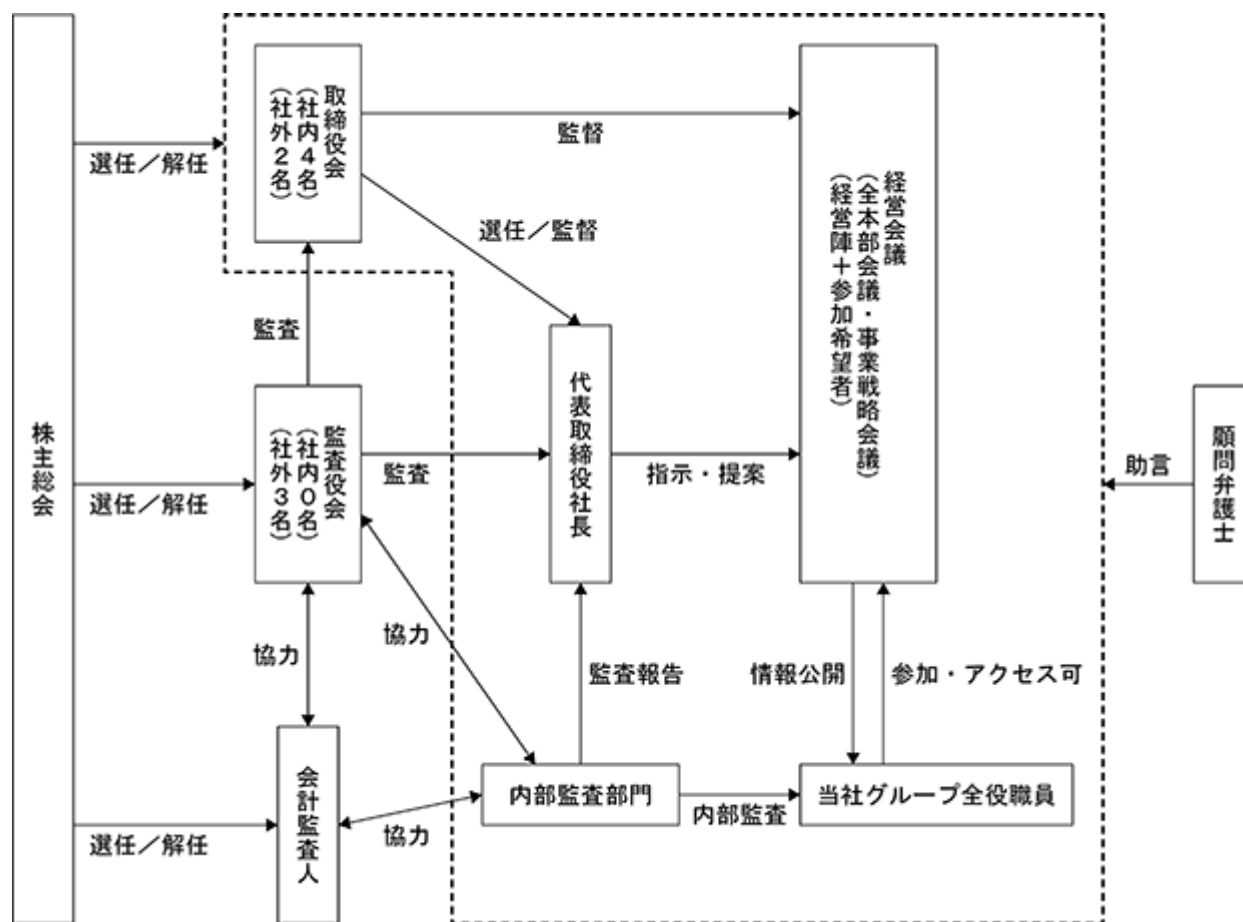 株主総会
選任／解任
選任／解任
選任／解任
取締役会
（社内４名）
（社外２名）
監督
選任／監督
監査
監査役会
（社内０名）
（社外３名）
監査
代表取締役社長
指示・提案
経営会議
（全本部会議・事業戦略会議）
（経営陣＋参加希望者）
助言
顧問弁護士
協力
協力
監査報告
情報公開
参加・アクセス可
会計監査人
協力
内部監査部門
内部監査
当社グループ全役職員